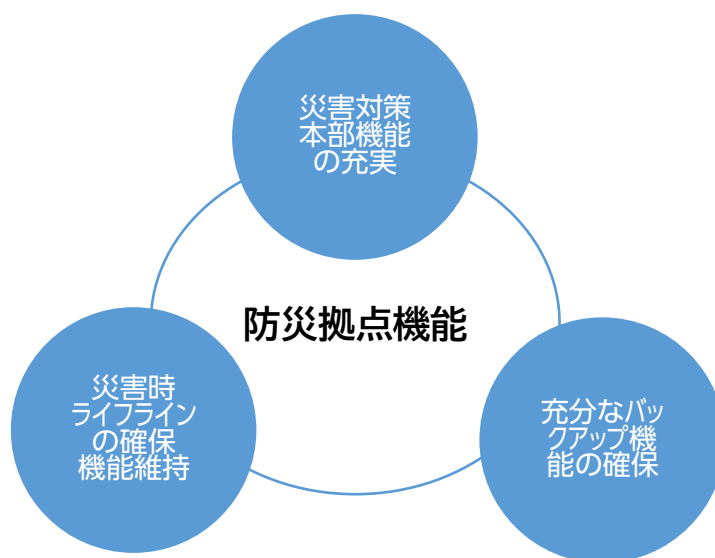 災害対策
本部機能
の充実
防災拠点機能
災害時
ライフライン
の確保
機能維持
充分なバッ
クアップ機
能の確保